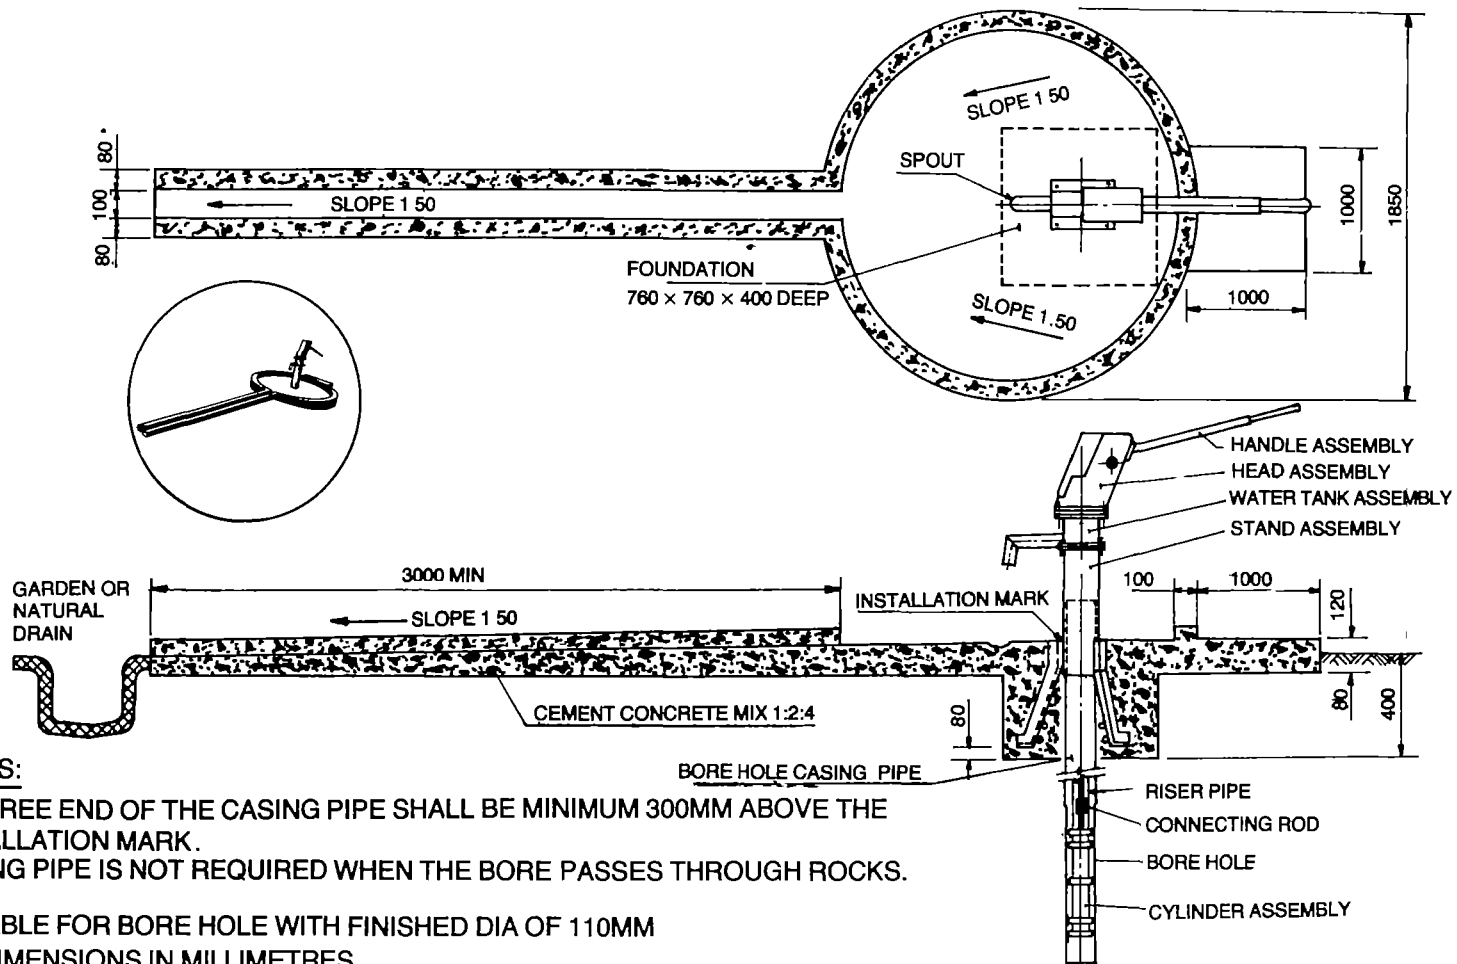 SLOPE 1 50
SPOUT
80
100
80
SLOPE 1 50
1000
1850
FOUNDATION
760 × 760 × 400 DEEP
SLOPE 1.50
1000
HANDLE ASSEMBLY
HEAD ASSEMBLY
WATER TANK ASSEMBLY
STAND ASSEMBLY
GARDEN OR
NATURAL
DRAIN
3000 MIN
SLOPE 1 50
INSTALLATION MARK
100
1000
120
80
400
80
CEMENT CONCRETE MIX 1:2:4
BORE HOLE CASING PIPE
RISER PIPE
CONNECTING ROD
BORE HOLE
CYLINDER ASSEMBLY
S:
REE END OF THE CASING PIPE SHALL BE MINIMUM 300MM ABOVE THE
ALLATION MARK.
NG PIPE IS NOT REQUIRED WHEN THE BORE PASSES THROUGH ROCKS.
BLE FOR BORE HOLE WITH FINISHED DIA OF 110MM
IMENSIONS IN MILLIMETRES